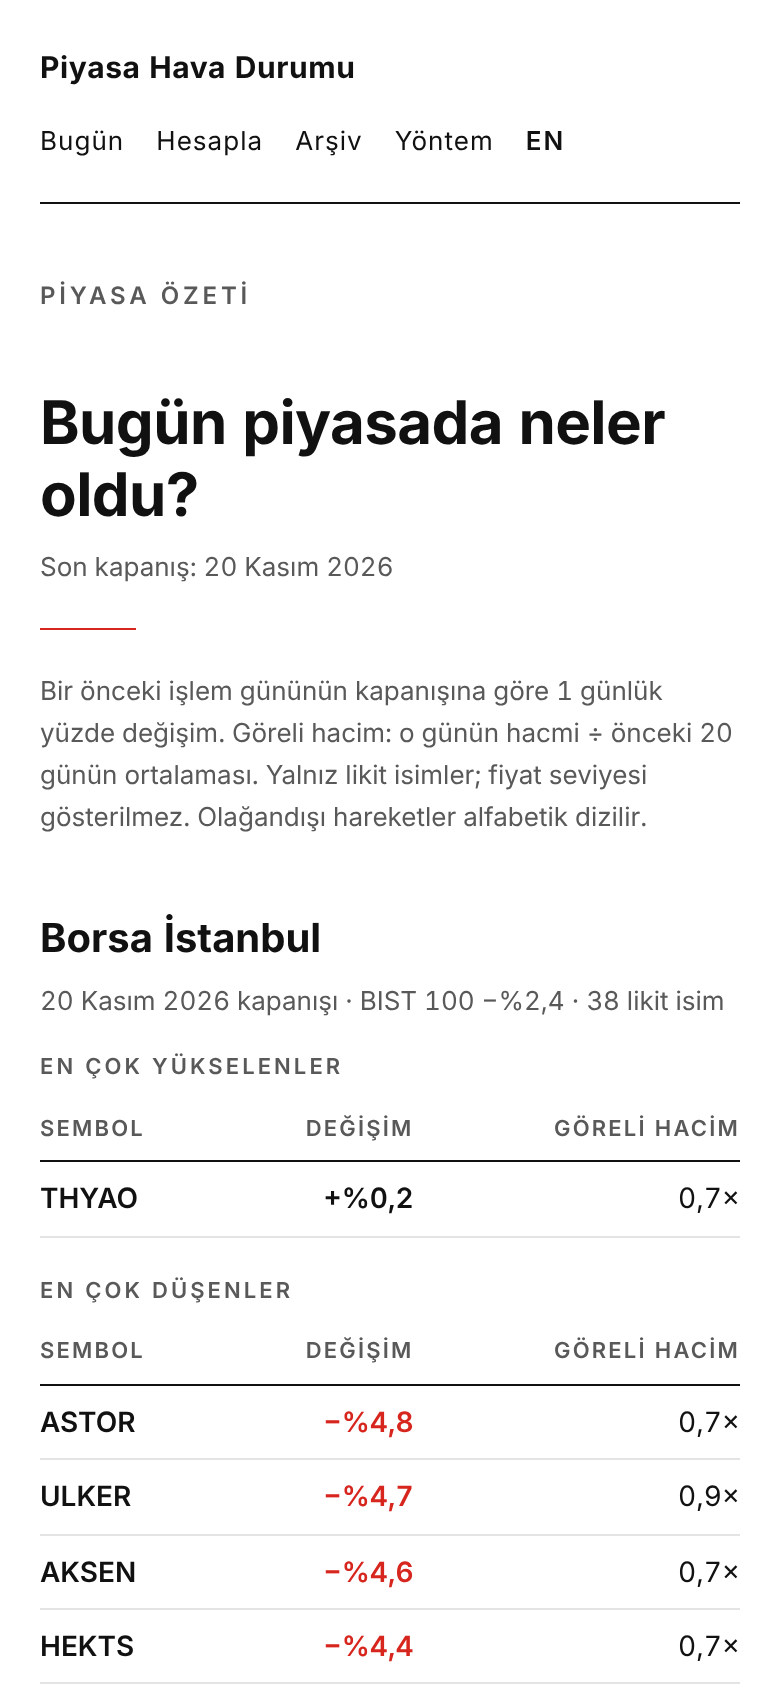 Piyasa Hava Durumu
Bugün Hesapla Arşiv Yöntem EN
PİYASA ÖZETİ
Bugün piyasada neler
oldu?
Son kapanış: 20 Kasım 2026
Bir önceki işlem gününün kapanışına göre 1 günlük
yüzde değişim. Göreli hacim: o günün hacmi ÷ önceki 20
günün ortalaması. Yalnız likit isimler; fiyat seviyesi
gösterilmez. Olağandışı hareketler alfabetik dizilir.
Borsa İstanbul
20 Kasım 2026 kapanışı · BIST 100 −%2,4 · 38 likit isim
EN ÇOK YÜKSELENLER
SEMBOL DEĞİŞİM GÖRELİ HACİM
THYAO +%0,2 0,7×
EN ÇOK DÜŞENLER
SEMBOL DEĞİŞİM GÖRELİ HACİM
ASTOR −%4,8 0,7×
ULKER −%4,7 0,9×
AKSEN −%4,6 0,7×
HEKTS −%4,4 0,7×